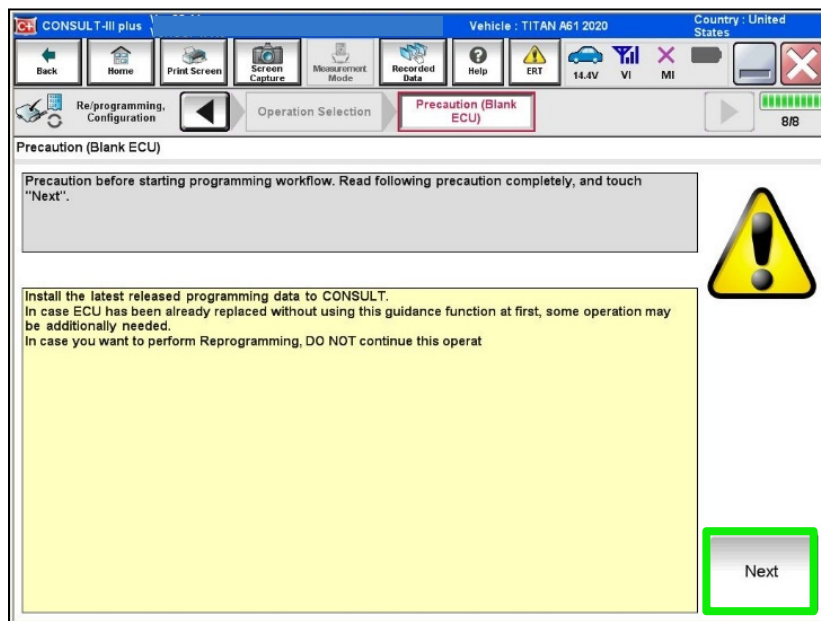 CONSULT-III plus
Vehicle : TITAN A61 2020
Country : United
States
Back
Home
Print Screen
Screen
Capture
Measurement
Mode
Recorded
Data
Help
ERT
14.4V
VI
MI
Re/programming,
Configuration
Operation Selection
Precaution (Blank
ECU)
8/8
Precaution (Blank ECU)
Precaution before starting programming workflow. Read following precaution completely, and touch
"Next".
Install the latest released programming data to CONSULT.
In case ECU has been already replaced without using this guidance function at first, some operation may
be additionally needed.
In case you want to perform Reprogramming, DO NOT continue this operat
Next